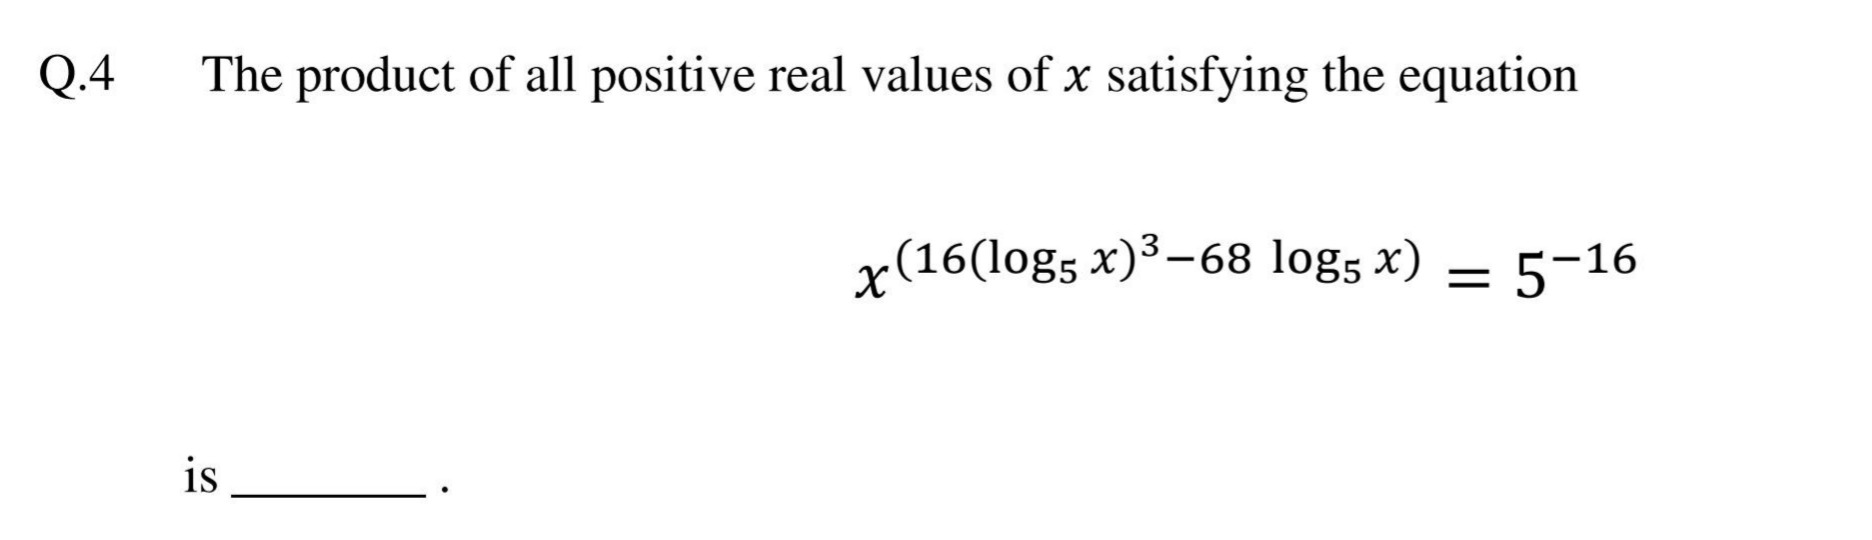 Q.4 The product of all positive real values of x satisfying the equation
x^(16(log₅ x)³−68 log₅ x) = 5⁻¹⁶
is ________ .